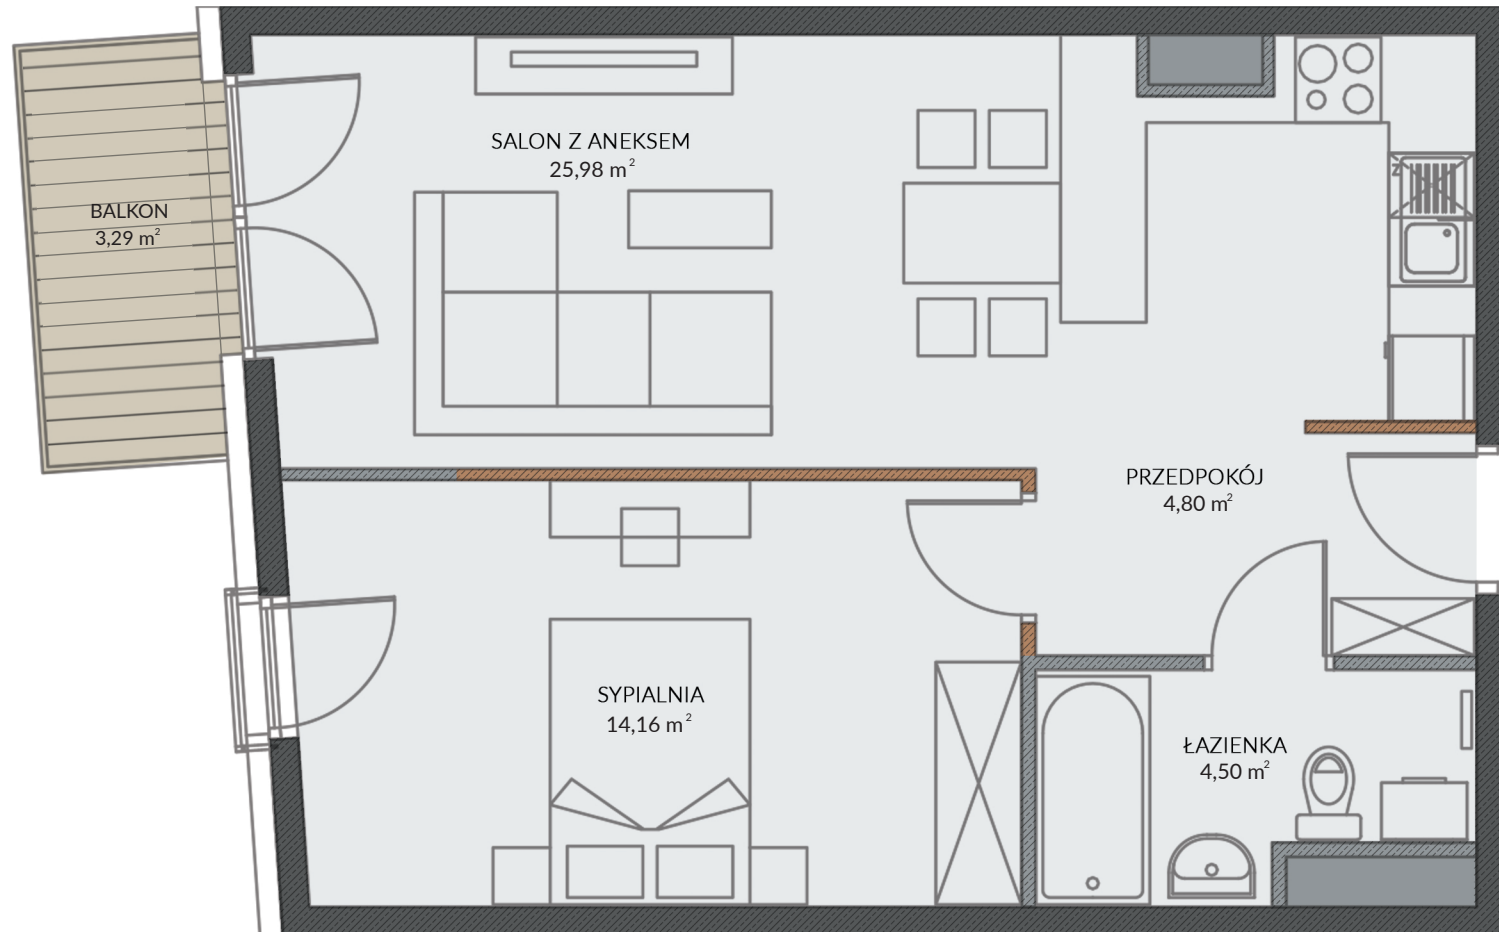 SALON Z ANEKSEM
25,98 m²
BALKON
3,29 m²
Z
PRZEDPOKÓJ
4,80 m²
SYPIALNIA
14,16 m²
ŁAZIENKA
4,50 m²